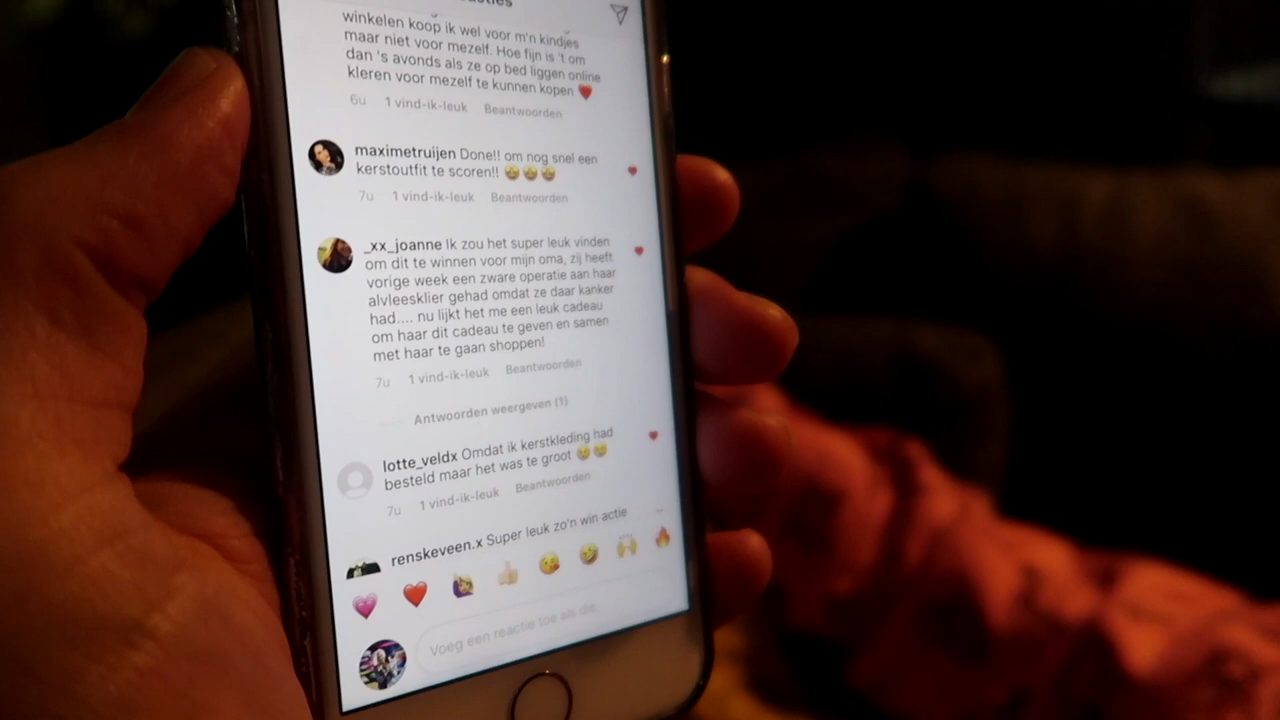 winkelen koop ik wel voor m'n kindjes
maar niet voor mezelf. Hoe fijn is 't om
dan 's avonds als ze op bed liggen online
kleren voor mezelf te kunnen kopen ❤️
6u 1 vind-ik-leuk Beantwoorden
maximetruijen Done!! om nog snel een
kerstoutfit te scoren!! 🤩🤩🤩
7u 1 vind-ik-leuk Beantwoorden
_xx_joanne Ik zou het super leuk vinden
om dit te winnen voor mijn oma, zij heeft
vorige week een zware operatie aan haar
alvleesklier gehad omdat ze daar kanker
had.... nu lijkt het me een leuk cadeau
om haar dit cadeau te geven en samen
met haar te gaan shoppen!
7u 1 vind-ik-leuk Beantwoorden
Antwoorden weergeven (1)
lotte_veldx Omdat ik kerstkleding had
besteld maar het was te groot 😢😢
7u 1 vind-ik-leuk Beantwoorden
renskeveen.x Super leuk zo'n win actie
Voeg een reactie toe als die